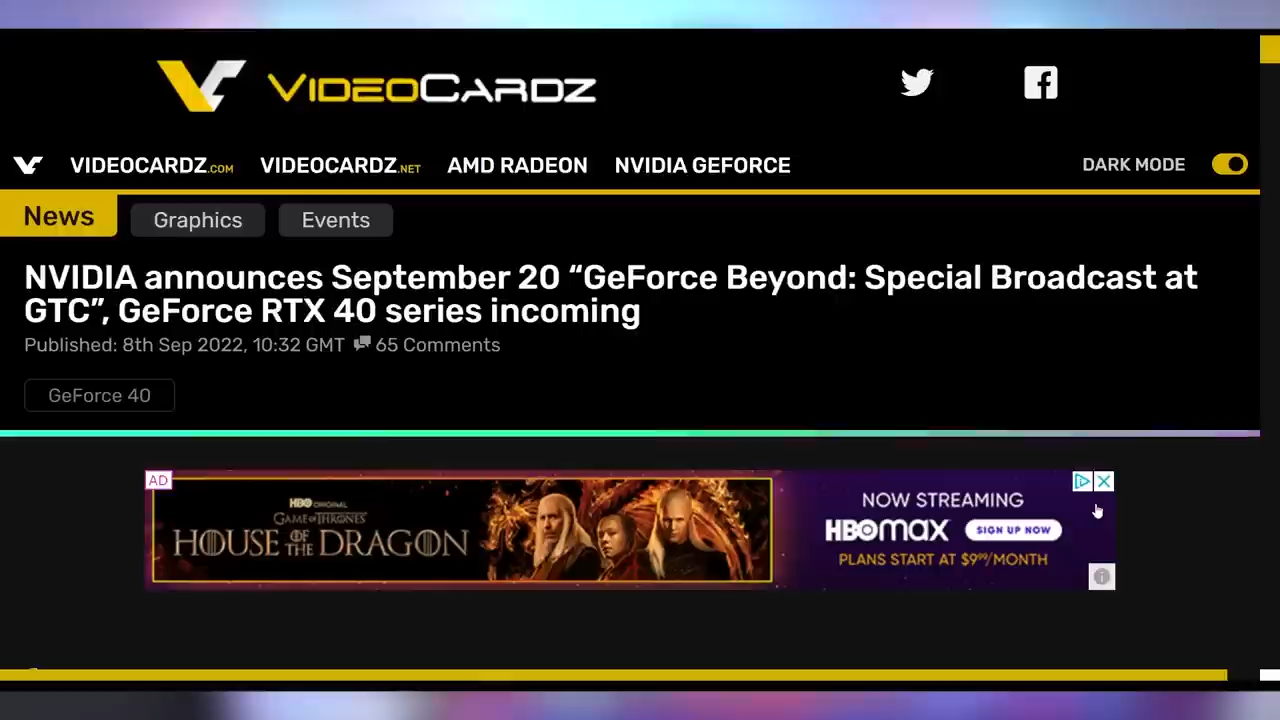 VIDEOCARDZ
VIDEOCARDZ.COM VIDEOCARDZ.NET AMD RADEON NVIDIA GEFORCE DARK MODE
News Graphics Events
NVIDIA announces September 20 “GeForce Beyond: Special Broadcast at
GTC”, GeForce RTX 40 series incoming
Published: 8th Sep 2022, 10:32 GMT 65 Comments
GeForce 40
AD
HBO ORIGINAL
GAME OF THRONES
HOUSE OF THE DRAGON
NOW STREAMING
HBOMAX SIGN UP NOW
PLANS START AT $9⁹⁹/MONTH